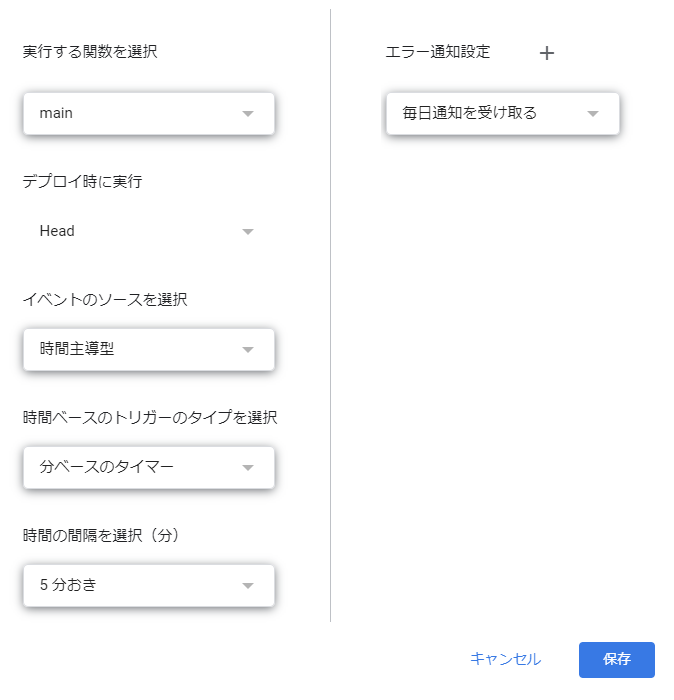 実行する関数を選択
main
デプロイ時に実行
Head
イベントのソースを選択
時間主導型
時間ベースのトリガーのタイプを選択
分ベースのタイマー
時間の間隔を選択（分）
5 分おき
エラー通知設定
毎日通知を受け取る
キャンセル
保存